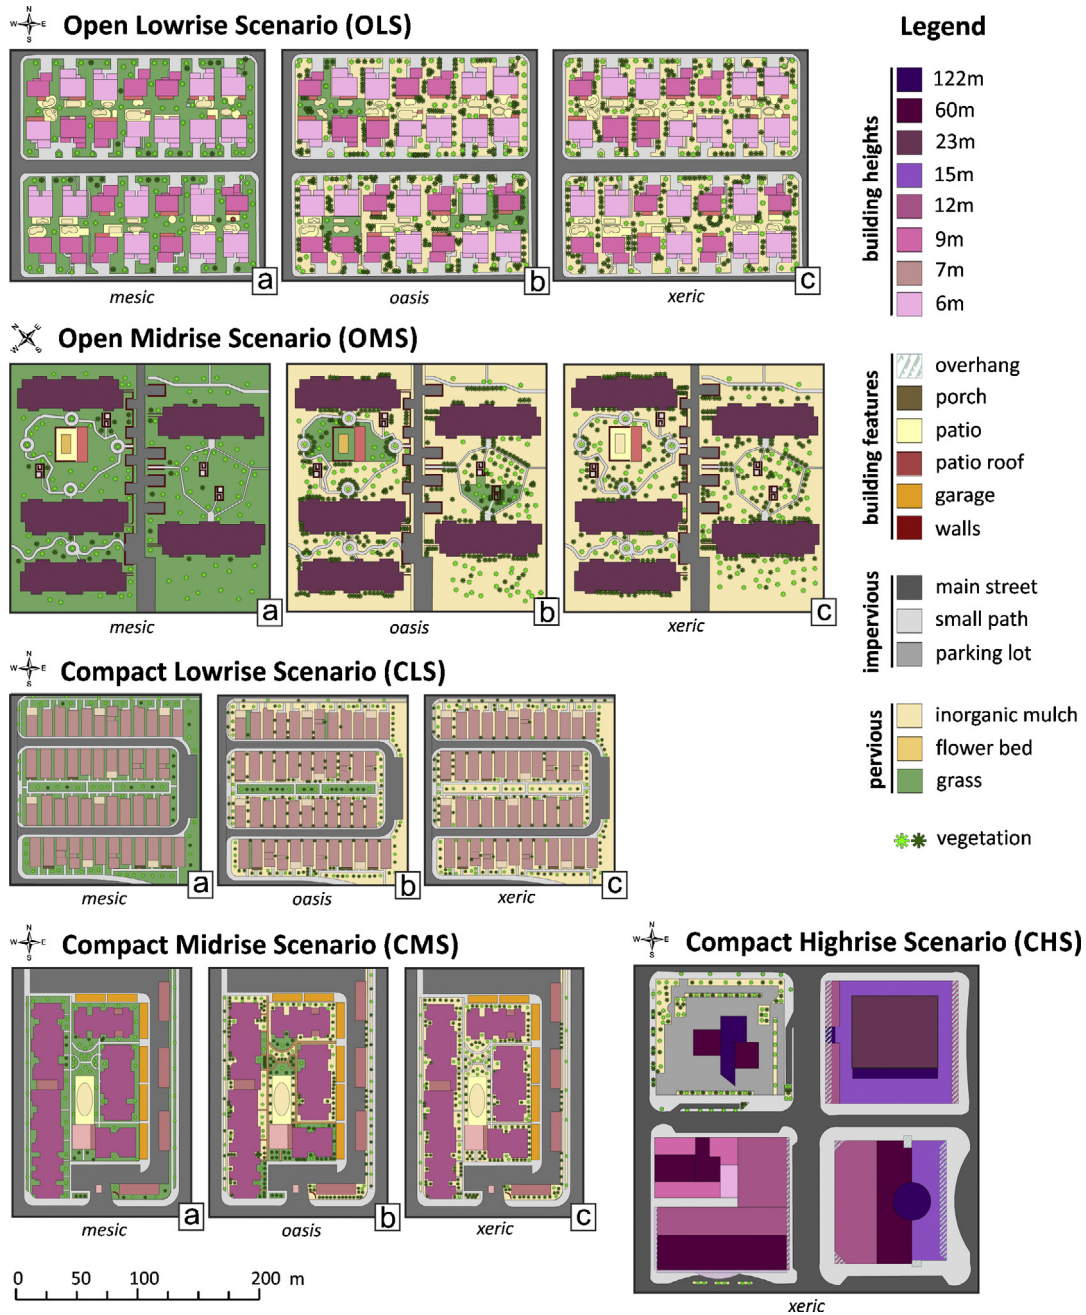 Open Lowrise Scenario (OLS)
N
W E
S
a
b
c
mesic
oasis
xeric
Open Midrise Scenario (OMS)
N E
W S
a
b
c
mesic
oasis
xeric
Compact Lowrise Scenario (CLS)
N
W E
S
a
b
c
mesic
oasis
xeric
Compact Midrise Scenario (CMS)
N
W E
S
a
b
c
mesic
oasis
xeric
0 50 100 200 m
Compact Highrise Scenario (CHS)
N
W E
S
xeric
Legend
building heights
122m
60m
23m
15m
12m
9m
7m
6m
building features
overhang
porch
patio
patio roof
garage
walls
impervious
main street
small path
parking lot
pervious
inorganic mulch
flower bed
grass
vegetation